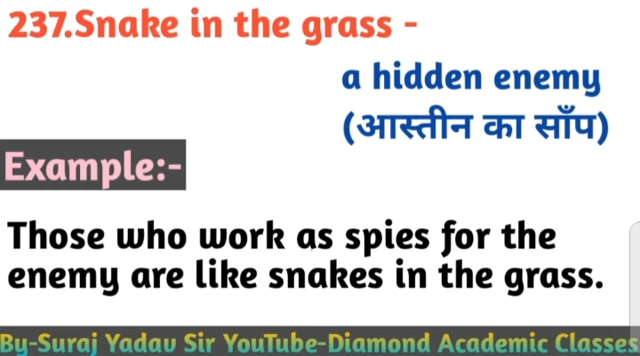 237.Snake in the grass -
a hidden enemy
(आस्तीन का साँप)
Example:-
Those who work as spies for the
enemy are like snakes in the grass.
By-Suraj Yadav Sir YouTube-Diamond Academic Classes